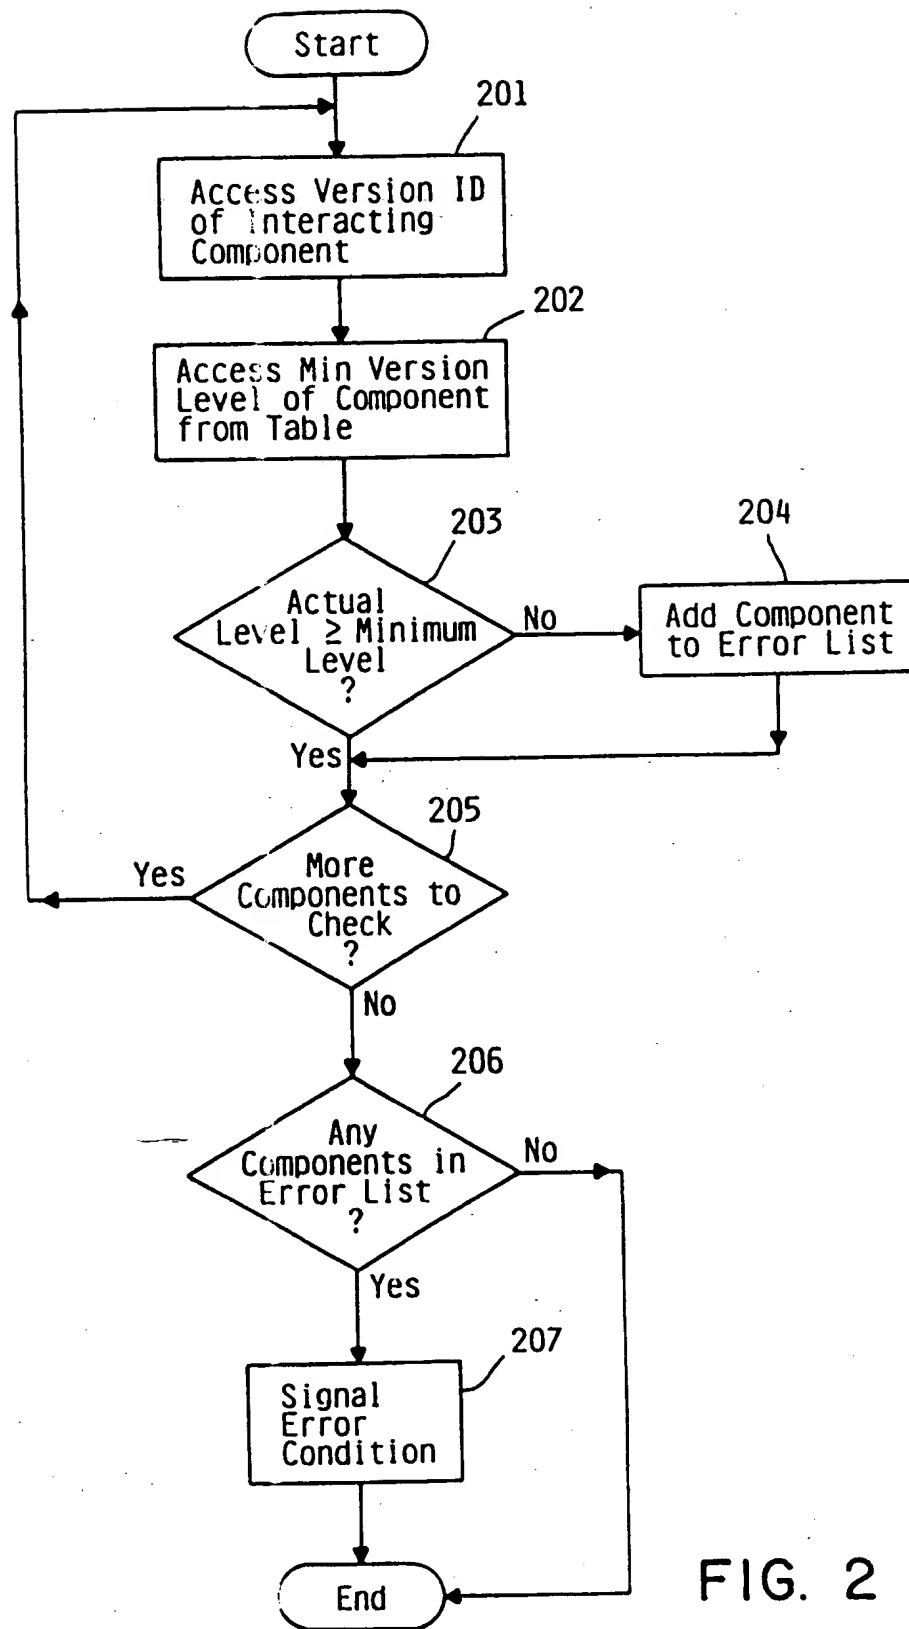 Start
201
Access Version ID
of Interacting
Component
202
Access Min Version
Level of Component
from Table
203
Actual
Level ≥ Minimum
Level
?
No
204
Add Component
to Error List
Yes
205
More
Components to
Check
?
Yes
No
206
Any
Components in
Error List
?
No
Yes
207
Signal
Error
Condition
End
FIG. 2